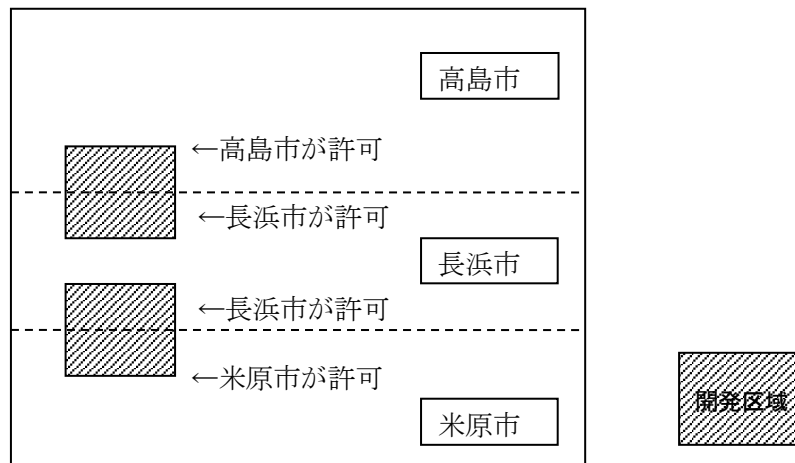 高島市
←高島市が許可
←長浜市が許可
長浜市
←長浜市が許可
←米原市が許可
開発区域
米原市